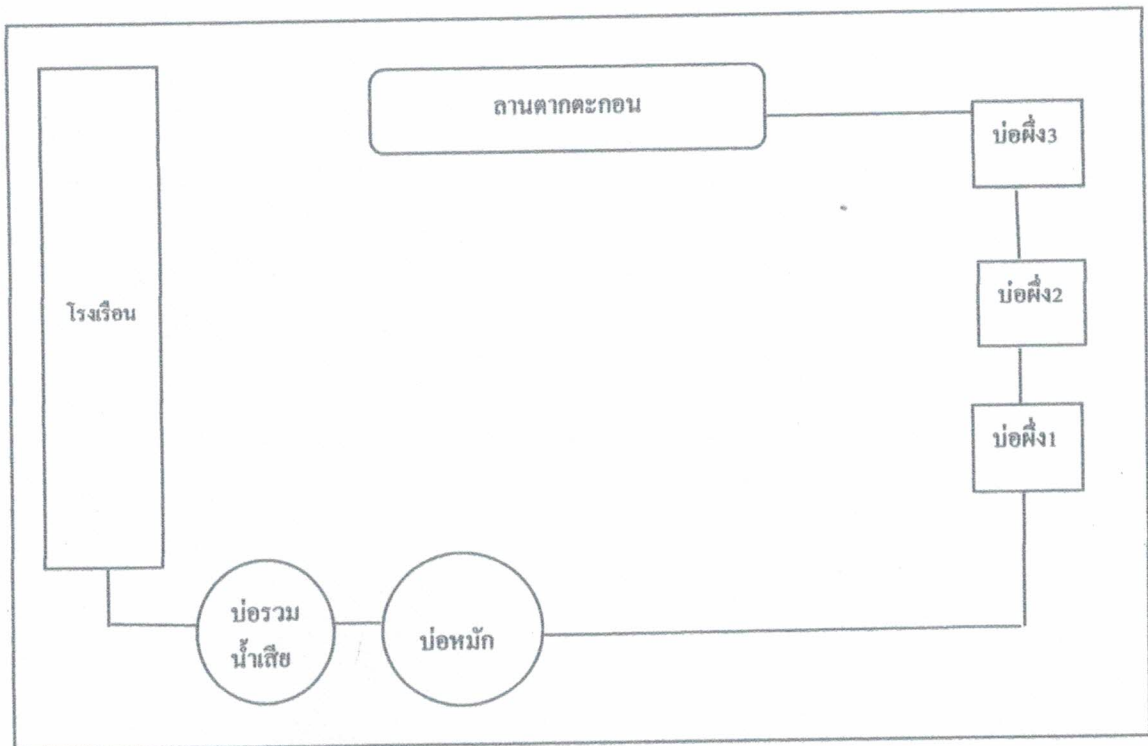 ลานตากตะกอน
บ่อผึ่ง3
โรงเรือน
บ่อผึ่ง2
บ่อผึ่ง1
บ่อรวม
น้ำเสีย
บ่อหมัก